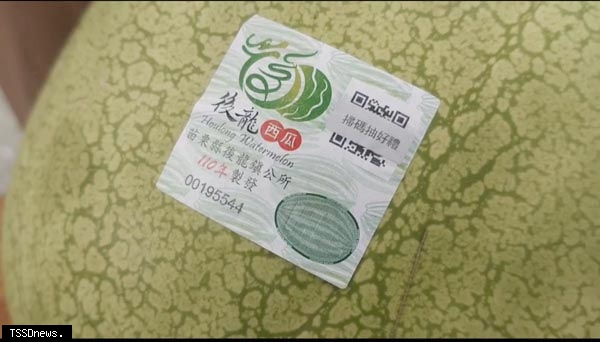 後龍西瓜
Houlong Watermelon
苗栗縣後龍鎮公所
110年製發
00195544
掃碼抽好禮
TSSDnews.